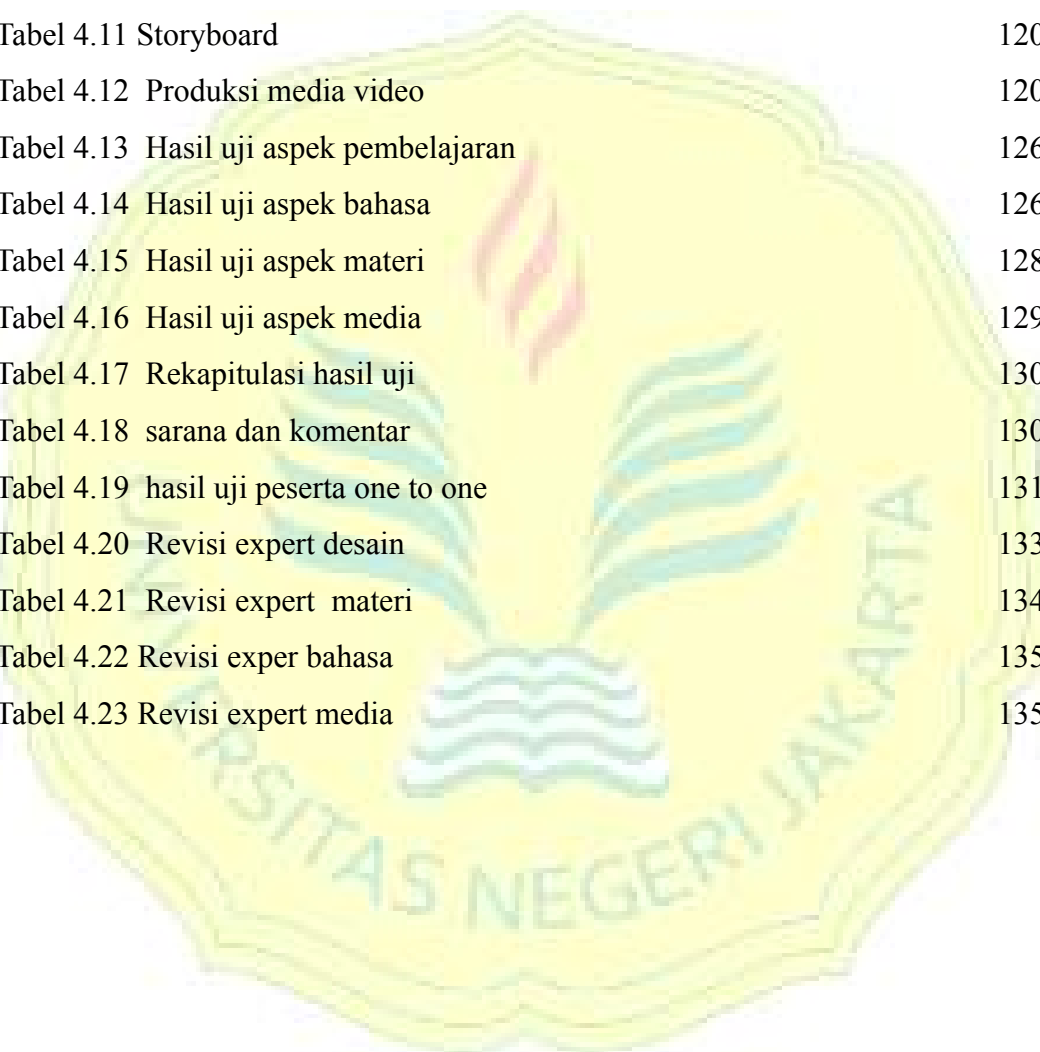 Tabel 4.11 Storyboard 120
Tabel 4.12 Produksi media video 120
Tabel 4.13 Hasil uji aspek pembelajaran 126
Tabel 4.14 Hasil uji aspek bahasa 126
Tabel 4.15 Hasil uji aspek materi 128
Tabel 4.16 Hasil uji aspek media 129
Tabel 4.17 Rekapitulasi hasil uji 130
Tabel 4.18 sarana dan komentar 130
Tabel 4.19 hasil uji peserta one to one 131
Tabel 4.20 Revisi expert desain 133
Tabel 4.21 Revisi expert materi 134
Tabel 4.22 Revisi exper bahasa 135
Tabel 4.23 Revisi expert media 135
UNIVERSITAS NEGERI JAKARTA